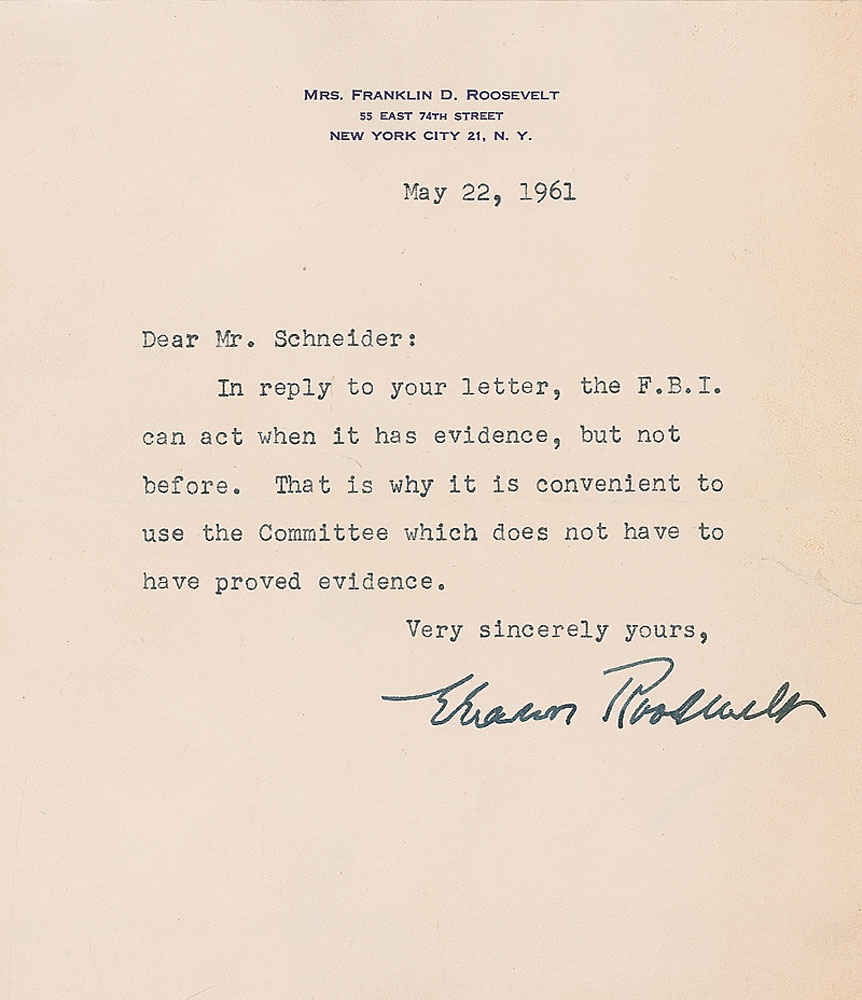 MRS. FRANKLIN D. ROOSEVELT
55 EAST 74TH STREET
NEW YORK CITY 21, N. Y.
May 22, 1961
Dear Mr. Schneider:
In reply to your letter, the F.B.I.
can act when it has evidence, but not
before. That is why it is convenient to
use the Committee which does not have to
have proved evidence.
Very sincerely yours,
Eleanor Roosevelt